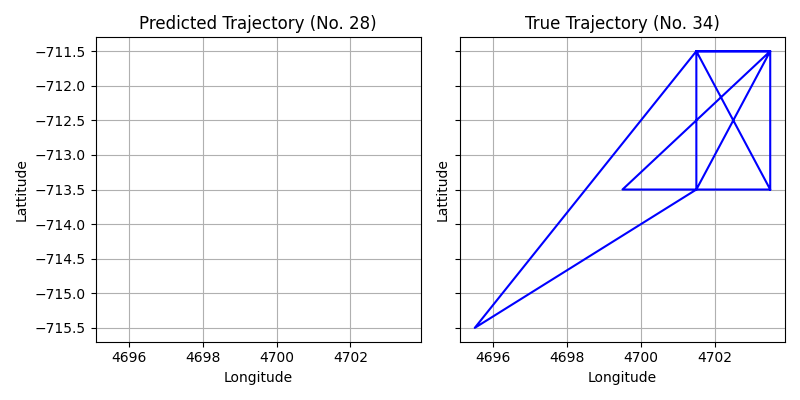 Predicted Trajectory (No. 28)
True Trajectory (No. 34)
Lattitude
−711.5
−712.0
−712.5
−713.0
−713.5
−714.0
−714.5
−715.0
−715.5
4696
4698
4700
4702
Longitude
Lattitude
4696
4698
4700
4702
Longitude